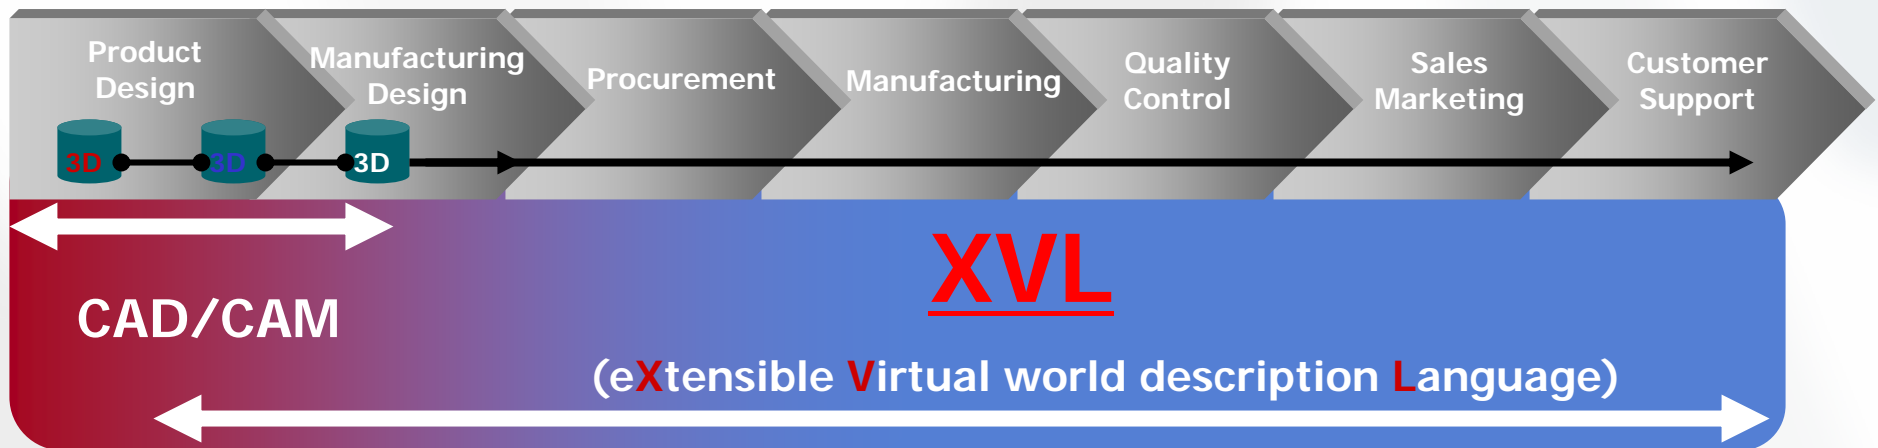 Product
Design
Manufacturing
Design
Procurement
Manufacturing
Quality
Control
Sales
Marketing
Customer
Support
3D
3D
3D
XVL
CAD/CAM
(eXtensible Virtual world description Language)